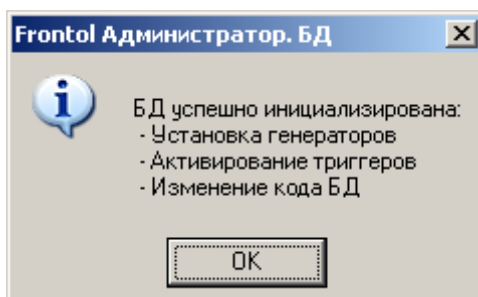 Frontol Администратор. БД
БД успешно инициализирована:
- Установка генераторов
- Активирование триггеров
- Изменение кода БД
OK